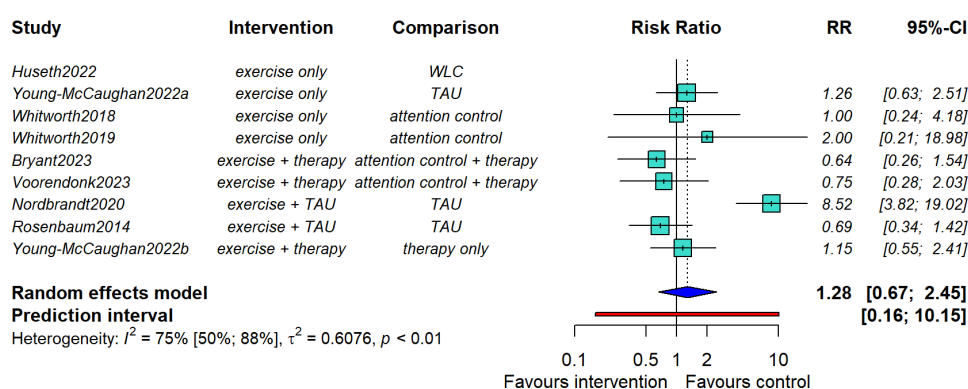 Study Intervention Comparison Risk Ratio RR 95%-CI
Huseth2022 exercise only WLC
Young-McCaughan2022a exercise only TAU 1.26 [0.63; 2.51]
Whitworth2018 exercise only attention control 1.00 [0.24; 4.18]
Whitworth2019 exercise only attention control 2.00 [0.21; 18.98]
Bryant2023 exercise + therapy attention control + therapy 0.64 [0.26; 1.54]
Voorendonk2023 exercise + therapy attention control + therapy 0.75 [0.28; 2.03]
Nordbrandt2020 exercise + TAU TAU 8.52 [3.82; 19.02]
Rosenbaum2014 exercise + TAU TAU 0.69 [0.34; 1.42]
Young-McCaughan2022b exercise + therapy therapy only 1.15 [0.55; 2.41]
Random effects model 1.28 [0.67; 2.45]
Prediction interval [0.16; 10.15]
Heterogeneity: I² = 75% [50%; 88%], τ² = 0.6076, p < 0.01
0.1 0.5 1 2 10
Favours intervention Favours control